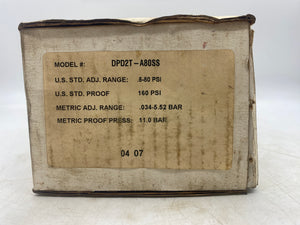 MODEL #: DPD2T-A80SS
U.S. STD. ADJ. RANGE: .5-80 PSI
U.S. STD. PROOF 160 PSI
METRIC ADJ. RANGE: .034-5.52 BAR
METRIC PROOF PRESS: 11.0 BAR
04 07